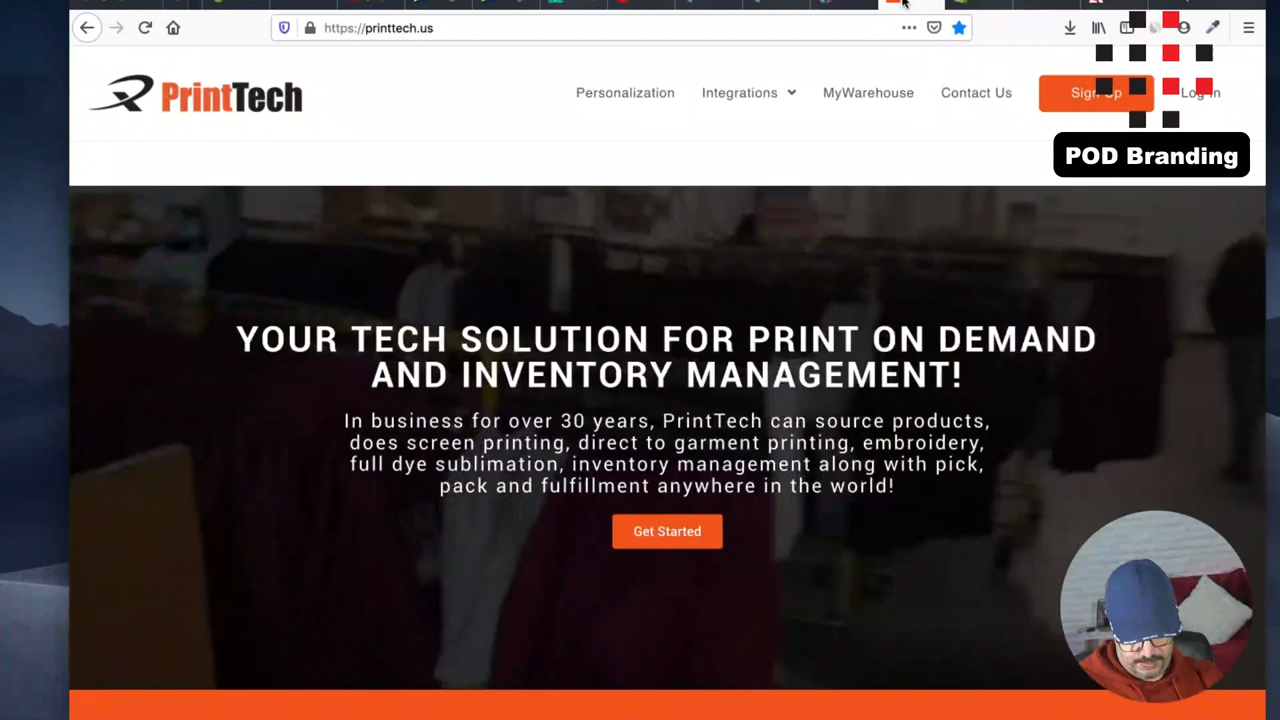 https://printtech.us
PrintTech
Personalization
Integrations
MyWarehouse
Contact Us
Sign Up
Log In
POD Branding
YOUR TECH SOLUTION FOR PRINT ON DEMAND
AND INVENTORY MANAGEMENT!
In business for over 30 years, PrintTech can source products,
does screen printing, direct to garment printing, embroidery,
full dye sublimation, inventory management along with pick,
pack and fulfillment anywhere in the world!
Get Started